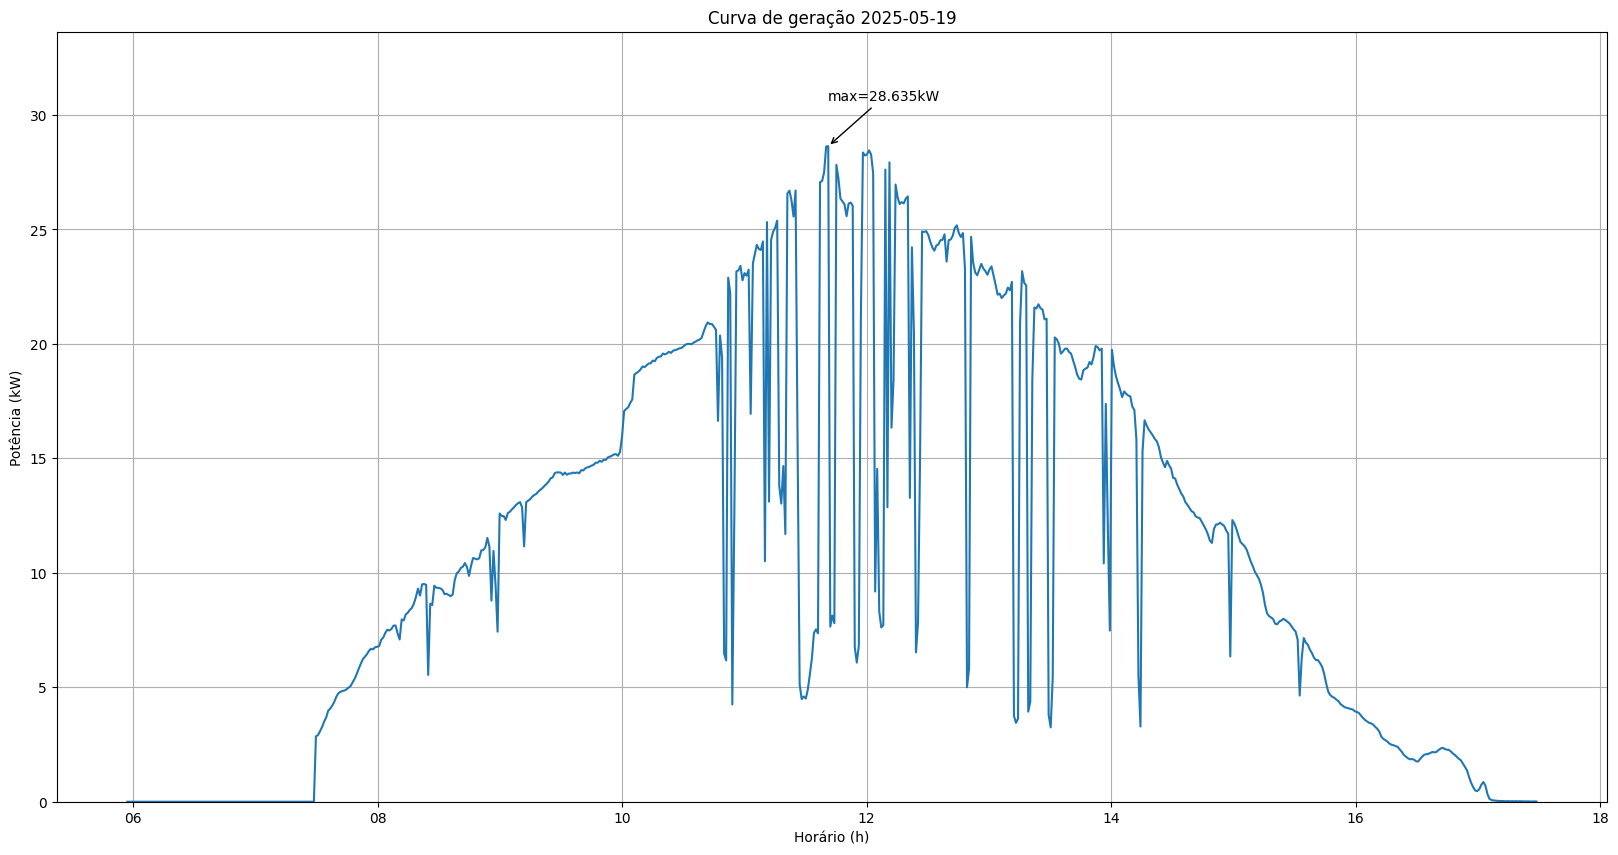 Curva de geração 2025-05-19
max=28.635kW
Potência (kW)
30
25
20
15
10
5
0
06 08 10 12 14 16 18
Horário (h)